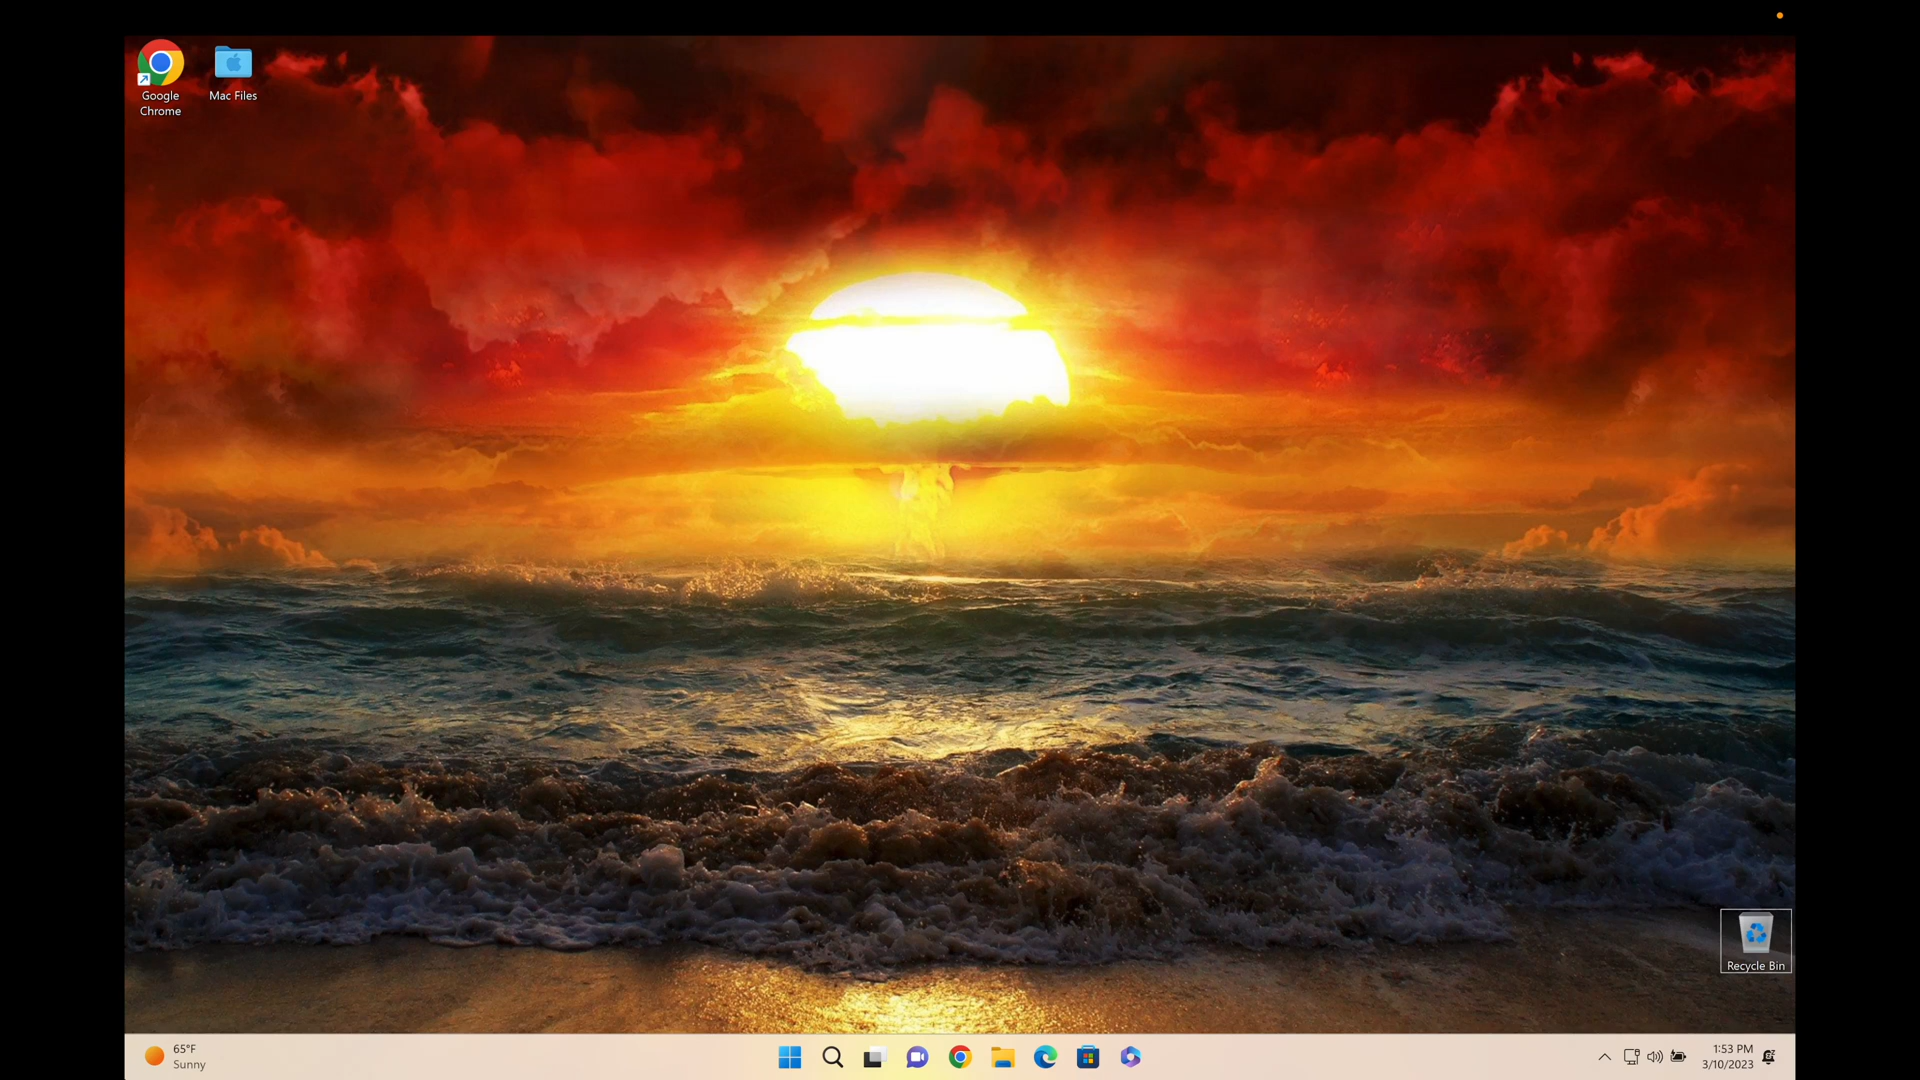 Google
Chrome
Mac Files
Recycle Bin
65°F
Sunny
1:53 PM
3/10/2023